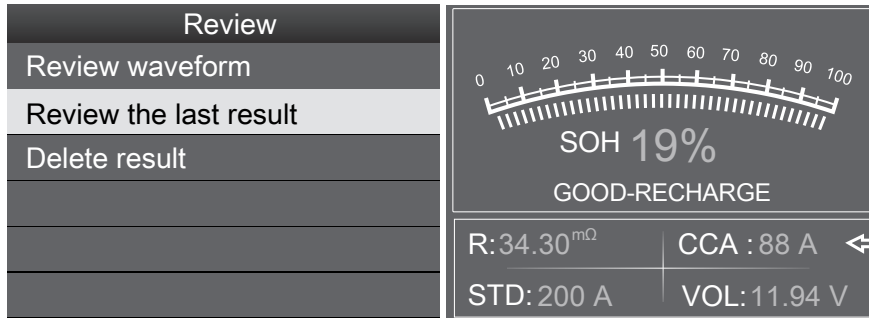 Review
Review waveform
Review the last result
Delete result
0 10 20 30 40 50 60 70 80 90 100
SOH 19%
GOOD-RECHARGE
R:34.30mΩ CCA :88 A
STD:200 A VOL:11.94 V